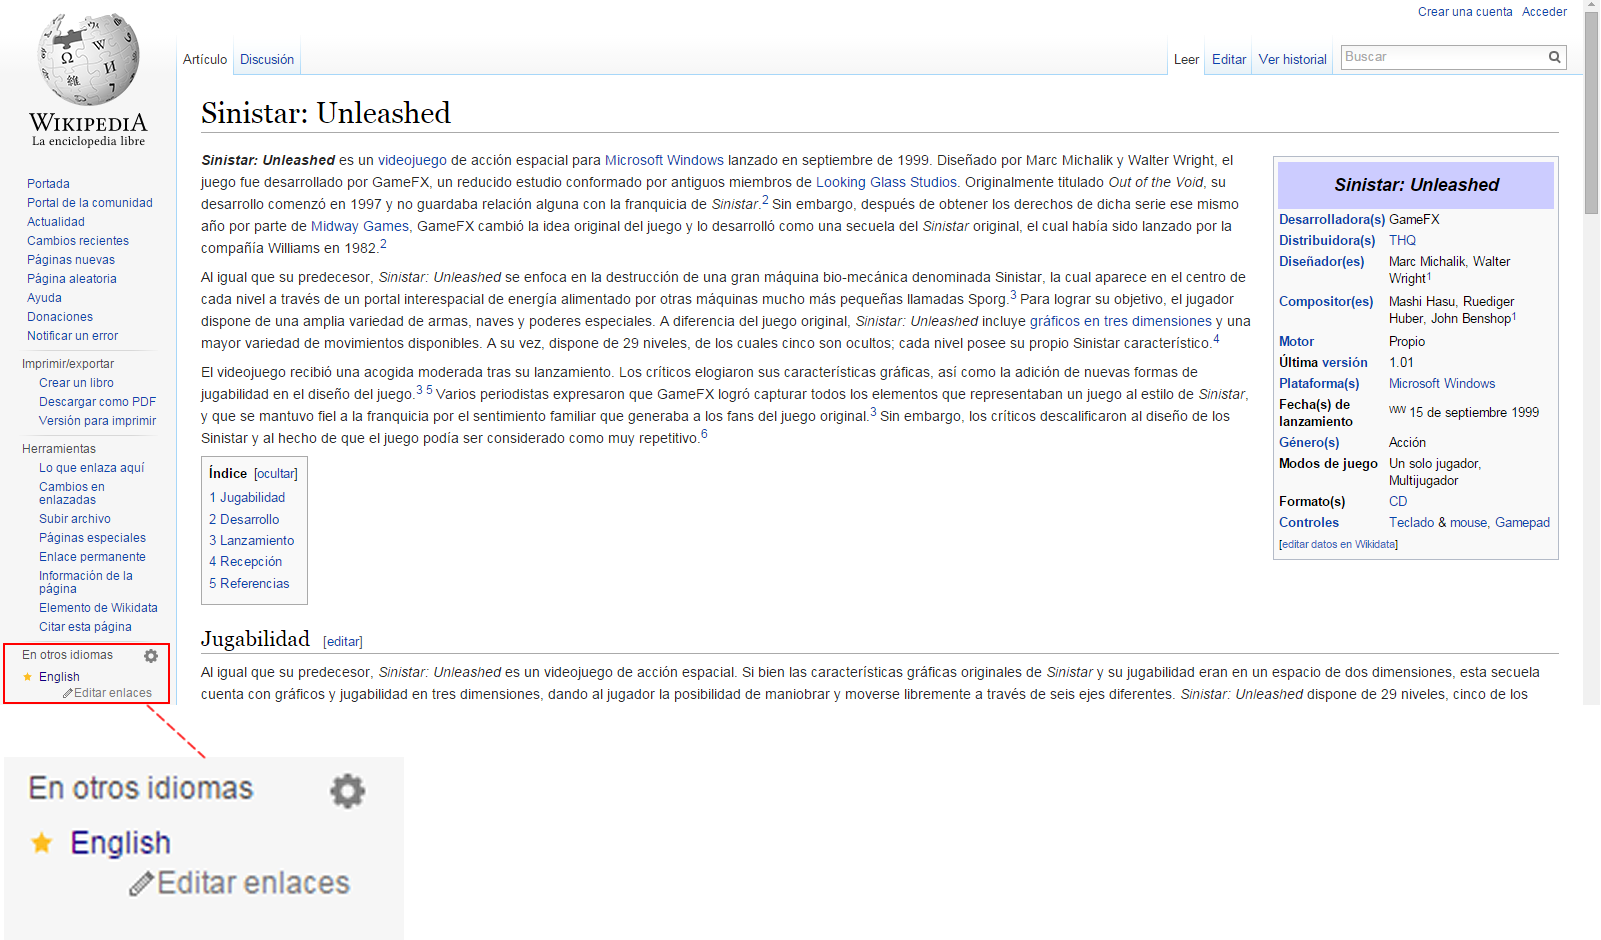 Crear una cuenta Acceder
WIKIPEDIA
La enciclopedia libre
Artículo Discusión
Leer Editar Ver historial Buscar
Portada
Portal de la comunidad
Actualidad
Cambios recientes
Páginas nuevas
Página aleatoria
Ayuda
Donaciones
Notificar un error
Imprimir/exportar
Crear un libro
Descargar como PDF
Versión para imprimir
Herramientas
Lo que enlaza aquí
Cambios en
enlazadas
Subir archivo
Páginas especiales
Enlace permanente
Información de la
página
Elemento de Wikidata
Citar esta página
En otros idiomas
English
Editar enlaces
Sinistar: Unleashed
Sinistar: Unleashed es un videojuego de acción espacial para Microsoft Windows lanzado en septiembre de 1999. Diseñado por Marc Michalik y Walter Wright, el
juego fue desarrollado por GameFX, un reducido estudio conformado por antiguos miembros de Looking Glass Studios. Originalmente titulado Out of the Void, su
desarrollo comenzó en 1997 y no guardaba relación alguna con la franquicia de Sinistar.2 Sin embargo, después de obtener los derechos de dicha serie ese mismo
año por parte de Midway Games, GameFX cambió la idea original del juego y lo desarrolló como una secuela del Sinistar original, el cual había sido lanzado por la
compañía Williams en 1982.2
Al igual que su predecesor, Sinistar: Unleashed se enfoca en la destrucción de una gran máquina bio-mecánica denominada Sinistar, la cual aparece en el centro de
cada nivel a través de un portal interespacial de energía alimentado por otras máquinas mucho más pequeñas llamadas Sporg.3 Para lograr su objetivo, el jugador
dispone de una amplia variedad de armas, naves y poderes especiales. A diferencia del juego original, Sinistar: Unleashed incluye gráficos en tres dimensiones y una
mayor variedad de movimientos disponibles. A su vez, dispone de 29 niveles, de los cuales cinco son ocultos; cada nivel posee su propio Sinistar característico.4
El videojuego recibió una acogida moderada tras su lanzamiento. Los críticos elogiaron sus características gráficas, así como la adición de nuevas formas de
jugabilidad en el diseño del juego.3 5 Varios periodistas expresaron que GameFX logró capturar todos los elementos que representaban un juego al estilo de Sinistar,
y que se mantuvo fiel a la franquicia por el sentimiento familiar que generaba a los fans del juego original.3 Sin embargo, los críticos descalificaron al diseño de los
Sinistar y al hecho de que el juego podía ser considerado como muy repetitivo.6
Índice [ocultar]
1 Jugabilidad
2 Desarrollo
3 Lanzamiento
4 Recepción
5 Referencias
Sinistar: Unleashed
Desarrolladora(s) GameFX
Distribuidora(s) THQ
Diseñador(es) Marc Michalik, Walter
Wright1
Compositor(es) Mashi Hasu, Ruediger
Huber, John Benshop1
Motor Propio
Última versión 1.01
Plataforma(s) Microsoft Windows
Fecha(s) de
lanzamiento WW 15 de septiembre 1999
Género(s) Acción
Modos de juego Un solo jugador,
Multijugador
Formato(s) CD
Controles Teclado & mouse, Gamepad
[editar datos en Wikidata]
Jugabilidad [editar]
Al igual que su predecesor, Sinistar: Unleashed es un videojuego de acción espacial. Si bien las características gráficas originales de Sinistar y su jugabilidad eran en un espacio de dos dimensiones, esta secuela
cuenta con gráficos y jugabilidad en tres dimensiones, dando al jugador la posibilidad de maniobrar y moverse libremente a través de seis ejes diferentes. Sinistar: Unleashed dispone de 29 niveles, cinco de los
En otros idiomas
English
Editar enlaces